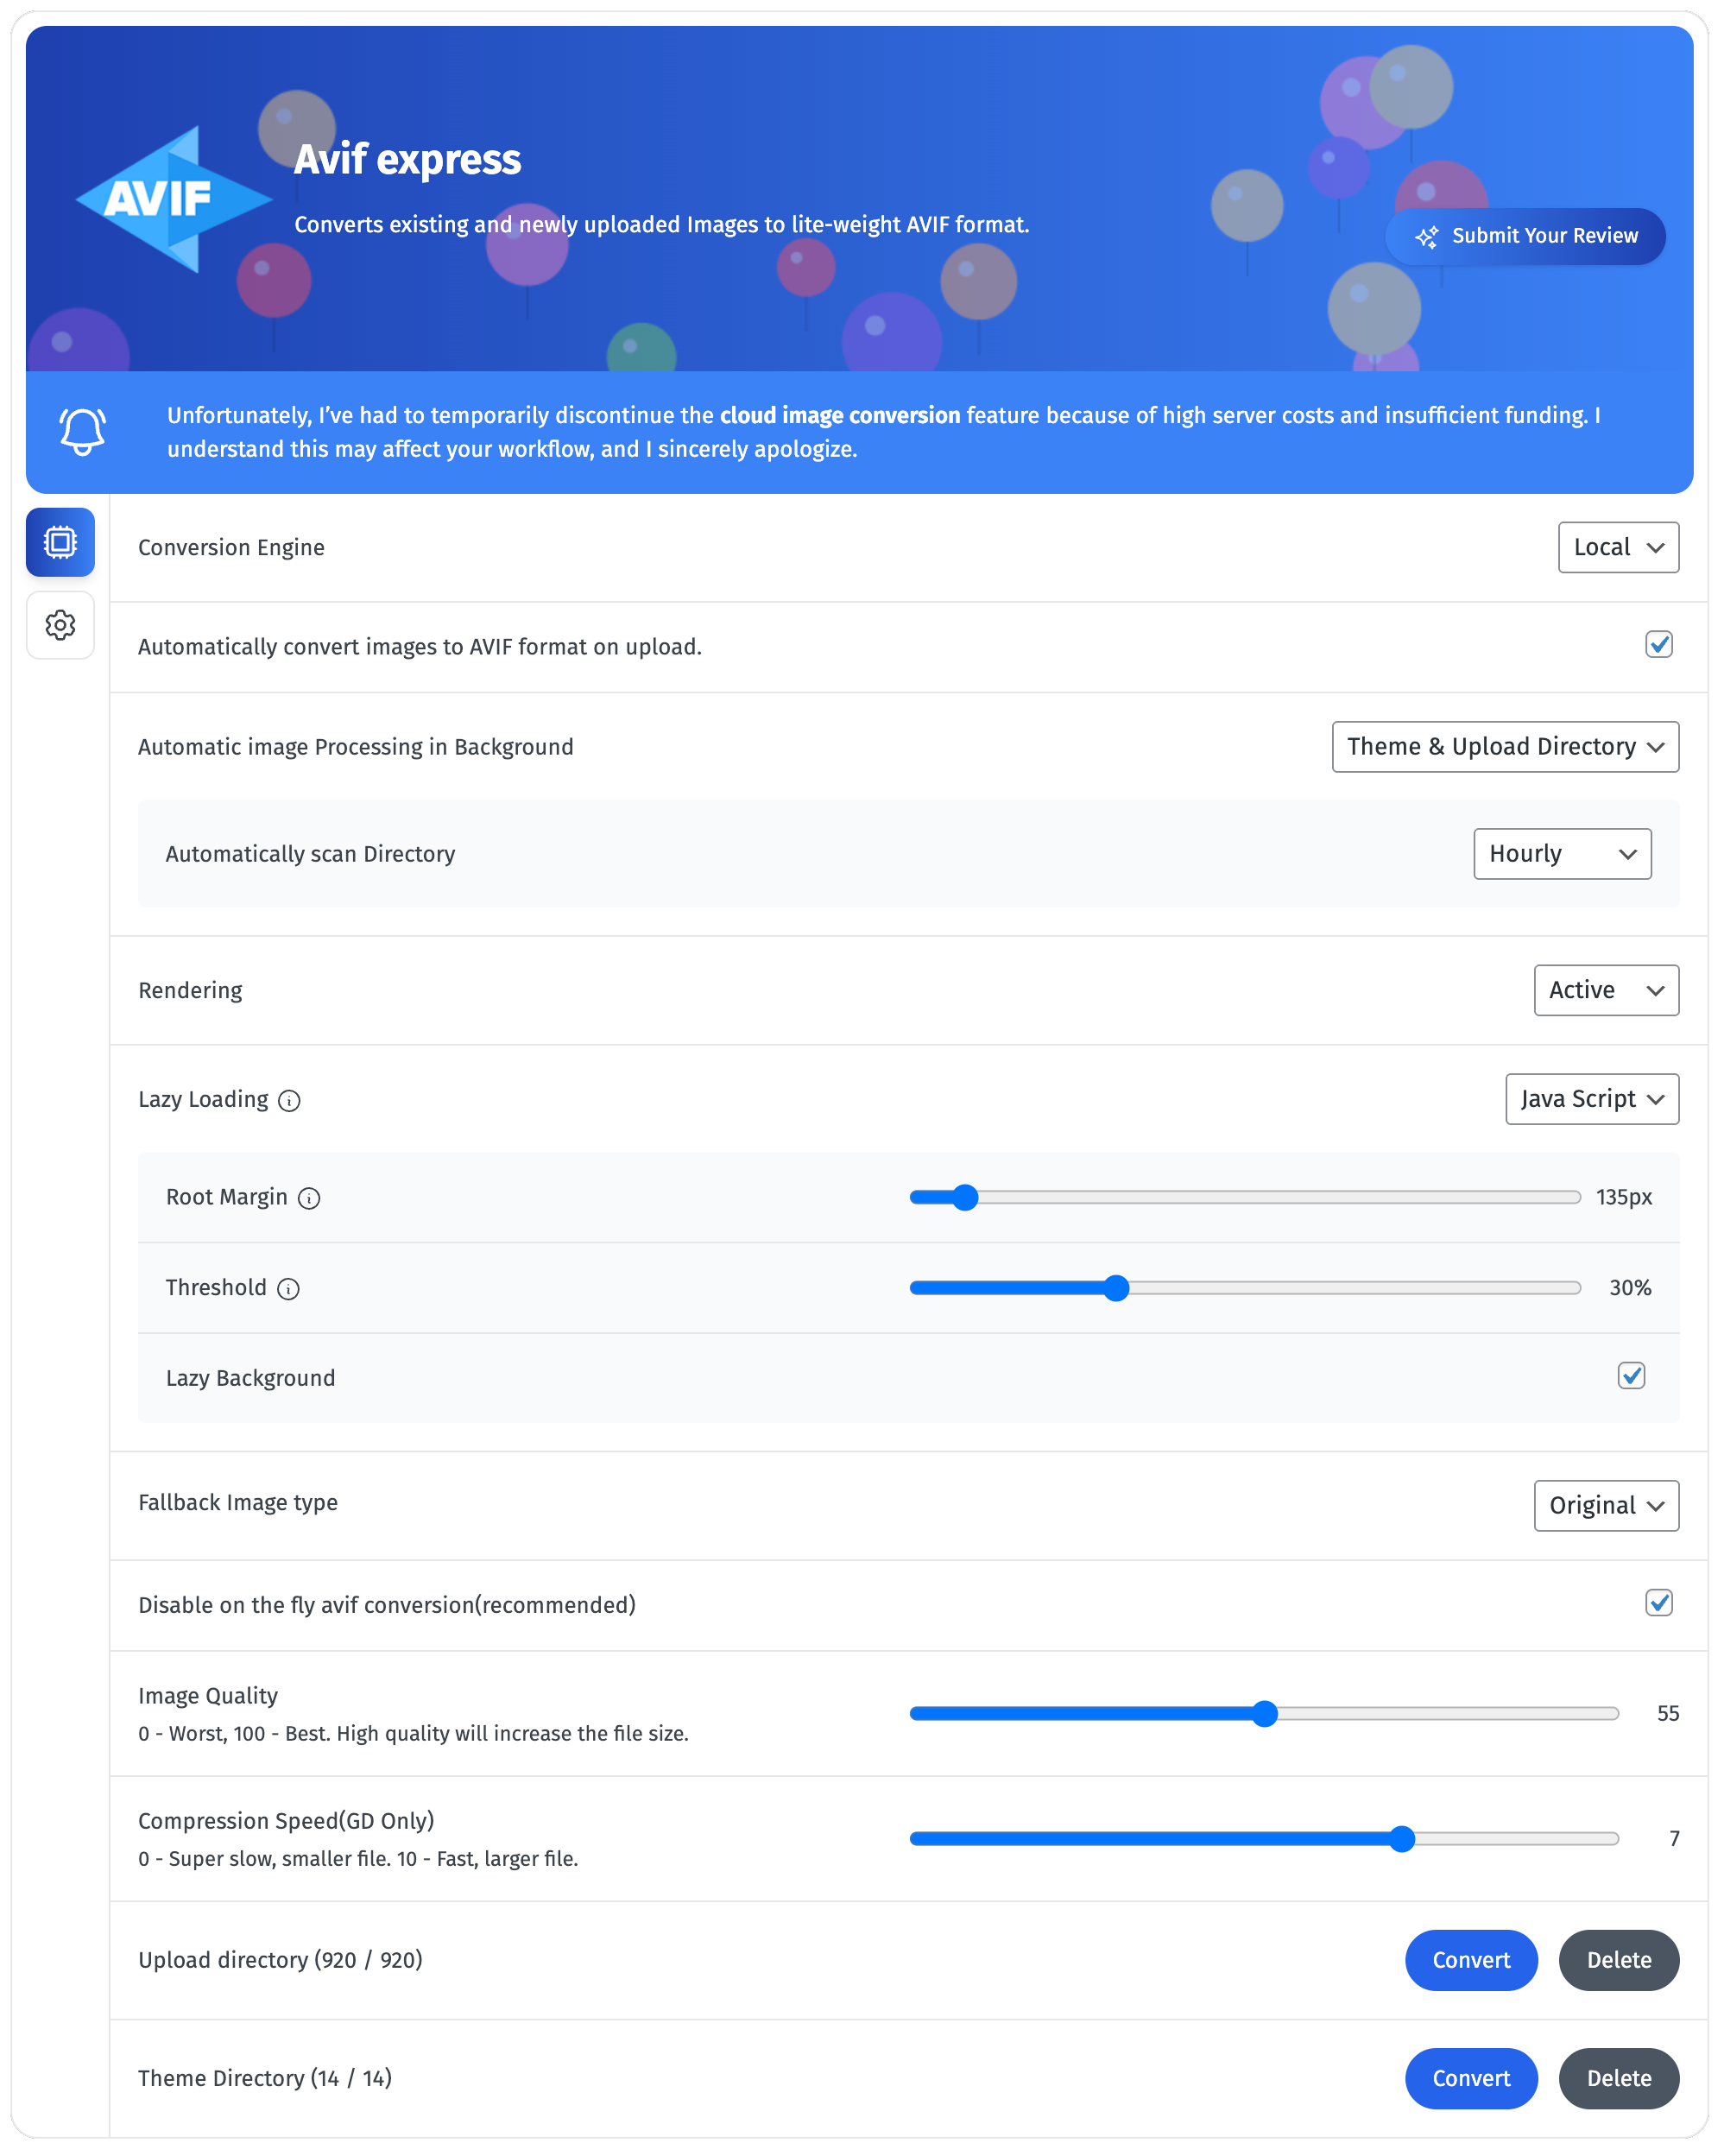 AVIF
Avif express
Converts existing and newly uploaded Images to lite-weight AVIF format.
Submit Your Review
Unfortunately, I’ve had to temporarily discontinue the cloud image conversion feature because of high server costs and insufficient funding. I
understand this may affect your workflow, and I sincerely apologize.
Conversion Engine
Local
Automatically convert images to AVIF format on upload.
Automatic image Processing in Background
Theme & Upload Directory
Automatically scan Directory
Hourly
Rendering
Active
Lazy Loading
Java Script
Root Margin
135px
Threshold
30%
Lazy Background
Fallback Image type
Original
Disable on the fly avif conversion(recommended)
Image Quality
0 - Worst, 100 - Best. High quality will increase the file size.
55
Compression Speed(GD Only)
0 - Super slow, smaller file. 10 - Fast, larger file.
7
Upload directory (920 / 920)
Convert
Delete
Theme Directory (14 / 14)
Convert
Delete